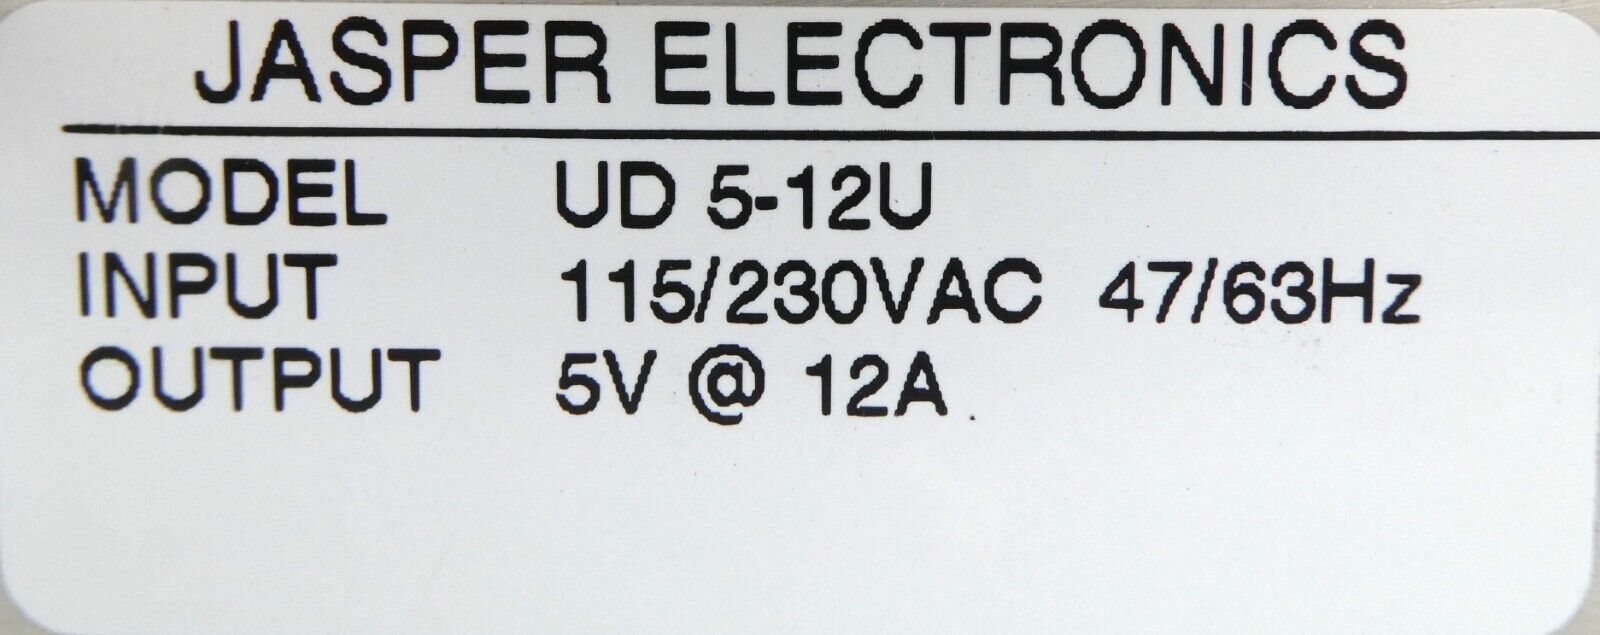 JASPER ELECTRONICS
MODEL UD 5-12U
INPUT 115/230VAC 47/63Hz
OUTPUT 5V @ 12A